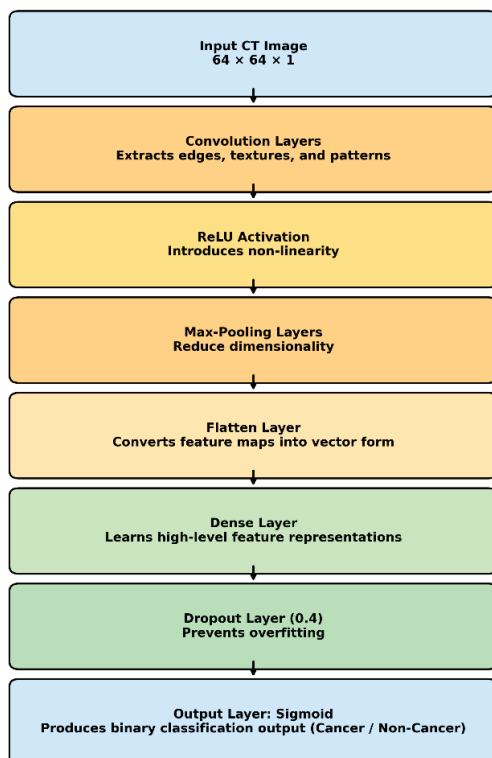 Input CT Image
64 × 64 × 1
Convolution Layers
Extracts edges, textures, and patterns
ReLU Activation
Introduces non-linearity
Max-Pooling Layers
Reduce dimensionality
Flatten Layer
Converts feature maps into vector form
Dense Layer
Learns high-level feature representations
Dropout Layer (0.4)
Prevents overfitting
Output Layer: Sigmoid
Produces binary classification output (Cancer / Non-Cancer)